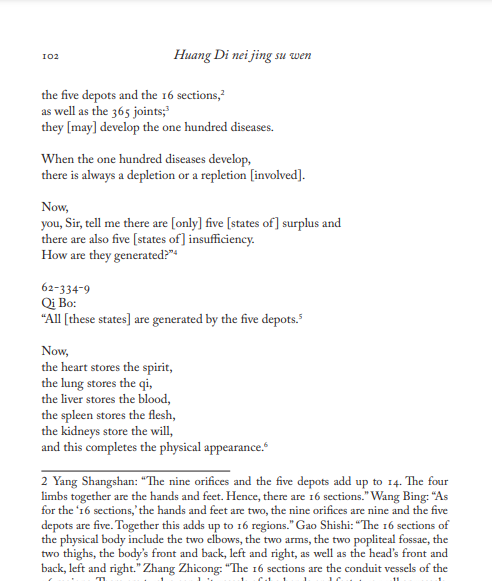 102 Huang Di nei jing su wen
the five depots and the 16 sections,2
as well as the 365 joints;3
they [may] develop the one hundred diseases.
When the one hundred diseases develop,
there is always a depletion or a repletion [involved].
Now,
you, Sir, tell me there are [only] five [states of] surplus and
there are also five [states of] insufficiency.
How are they generated?”4
62-334-9
Qi Bo:
“All [these states] are generated by the five depots.5
Now,
the heart stores the spirit,
the lung stores the qi,
the liver stores the blood,
the spleen stores the flesh,
the kidneys store the will,
and this completes the physical appearance.6
2 Yang Shangshan: “The nine orifices and the five depots add up to 14. The four
limbs together are the hands and feet. Hence, there are 16 sections.” Wang Bing: “As
for the ‘16 sections,’ the hands and feet are two, the nine orifices are nine and the five
depots are five. Together this adds up to 16 regions.” Gao Shishi: “The 16 sections of
the physical body include the two elbows, the two arms, the two popliteal fossae, the
two thighs, the body’s front and back, left and right, as well as the head’s front and
back, left and right.” Zhang Zhicong: “The 16 sections are the conduit vessels of the